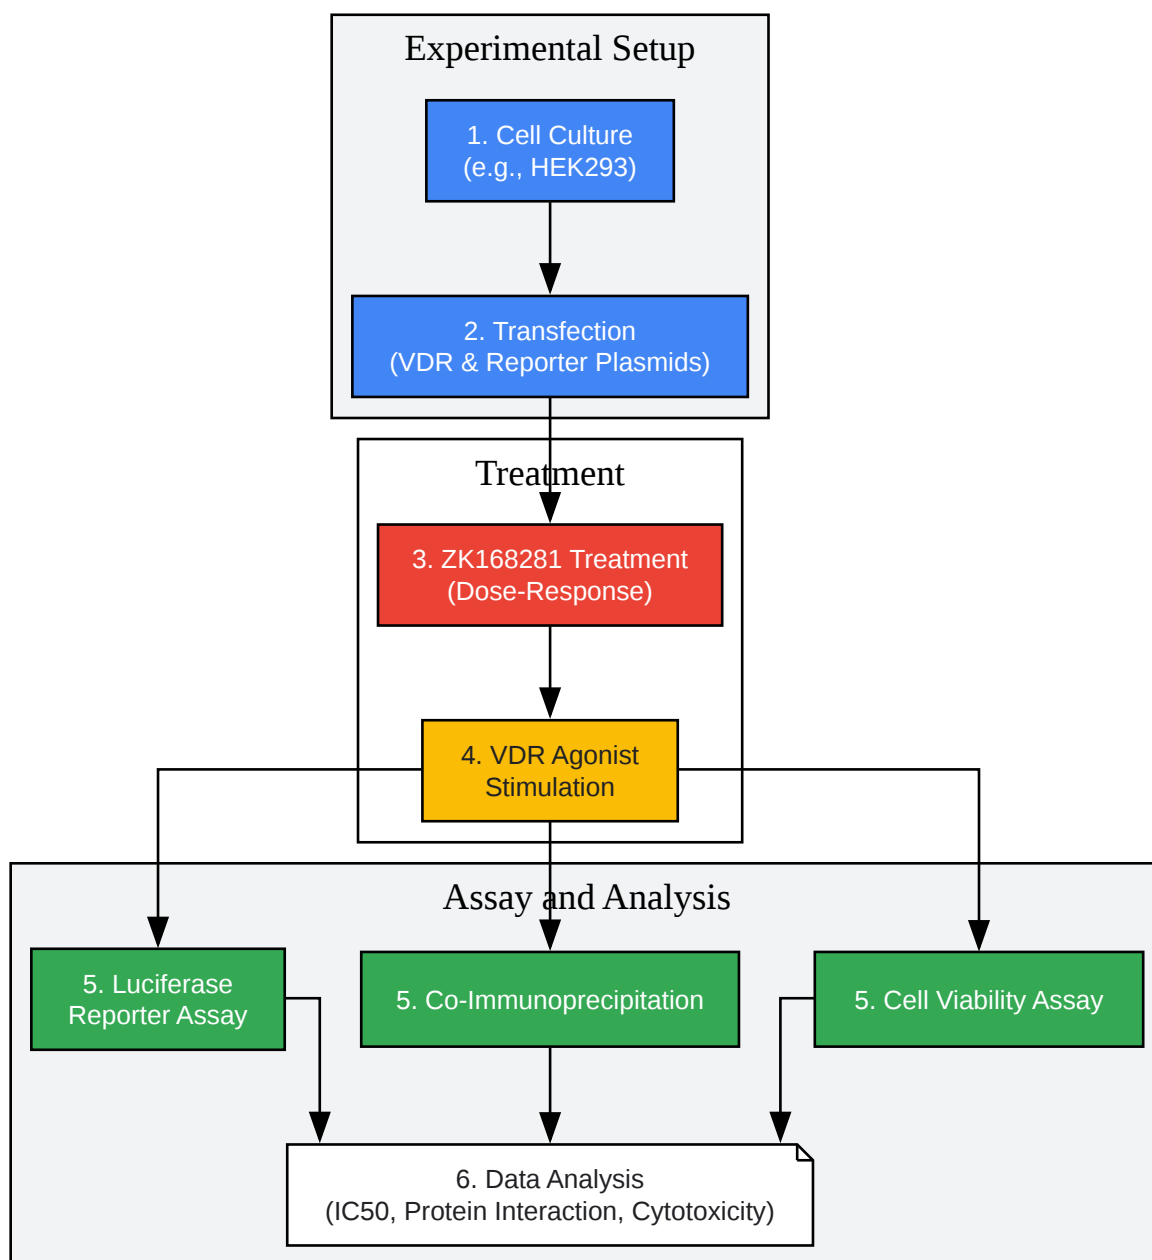 Experimental Setup
1. Cell Culture
(e.g., HEK293)
2. Transfection
(VDR & Reporter Plasmids)
Treatment
3. ZK168281 Treatment
(Dose-Response)
4. VDR Agonist
Stimulation
Assay and Analysis
5. Luciferase
Reporter Assay
5. Co-Immunoprecipitation
5. Cell Viability Assay
6. Data Analysis
(IC50, Protein Interaction, Cytotoxicity)